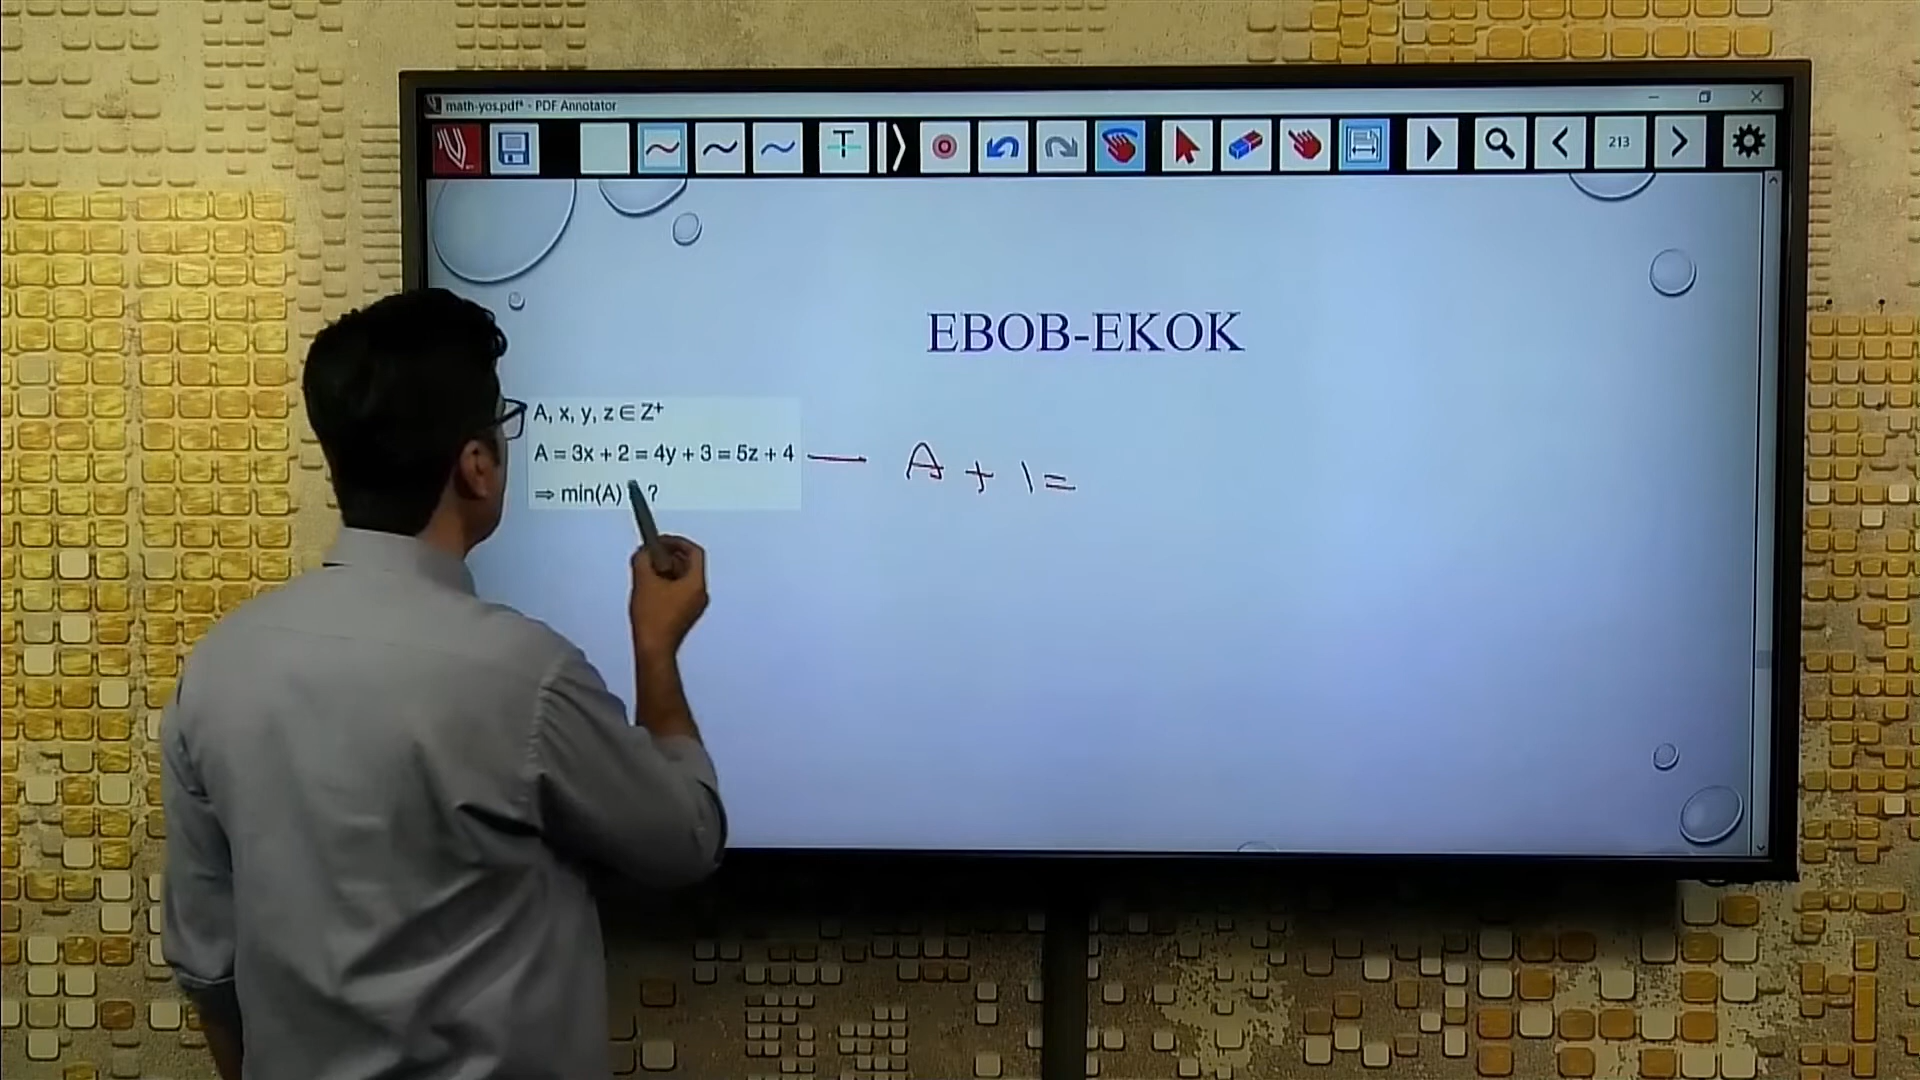 math-yos.pdf* - PDF Annotator
213
EBOB-EKOK
A, x, y, z ∈ Z⁺
A = 3x + 2 = 4y + 3 = 5z + 4 — A + 1 =
⇒ min(A) ?